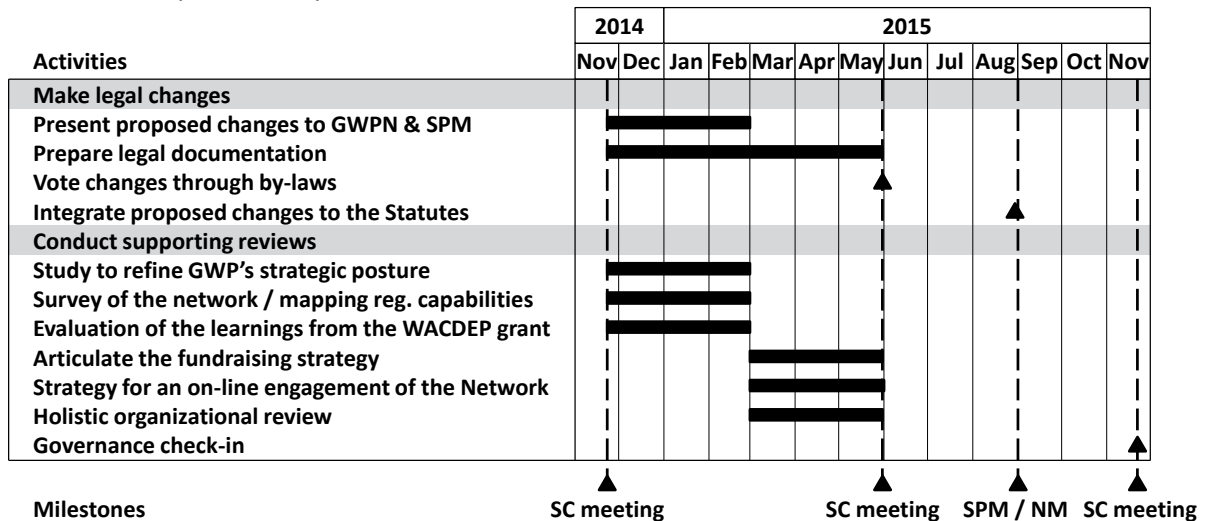 2014 2015
Activities Nov Dec Jan Feb Mar Apr May Jun Jul Aug Sep Oct Nov
Make legal changes
Present proposed changes to GWPN & SPM
Prepare legal documentation
Vote changes through by-laws
Integrate proposed changes to the Statutes
Conduct supporting reviews
Study to refine GWP’s strategic posture
Survey of the network / mapping reg. capabilities
Evaluation of the learnings from the WACDEP grant
Articulate the fundraising strategy
Strategy for an on-line engagement of the Network
Holistic organizational review
Governance check-in
Milestones SC meeting SC meeting SPM / NM SC meeting